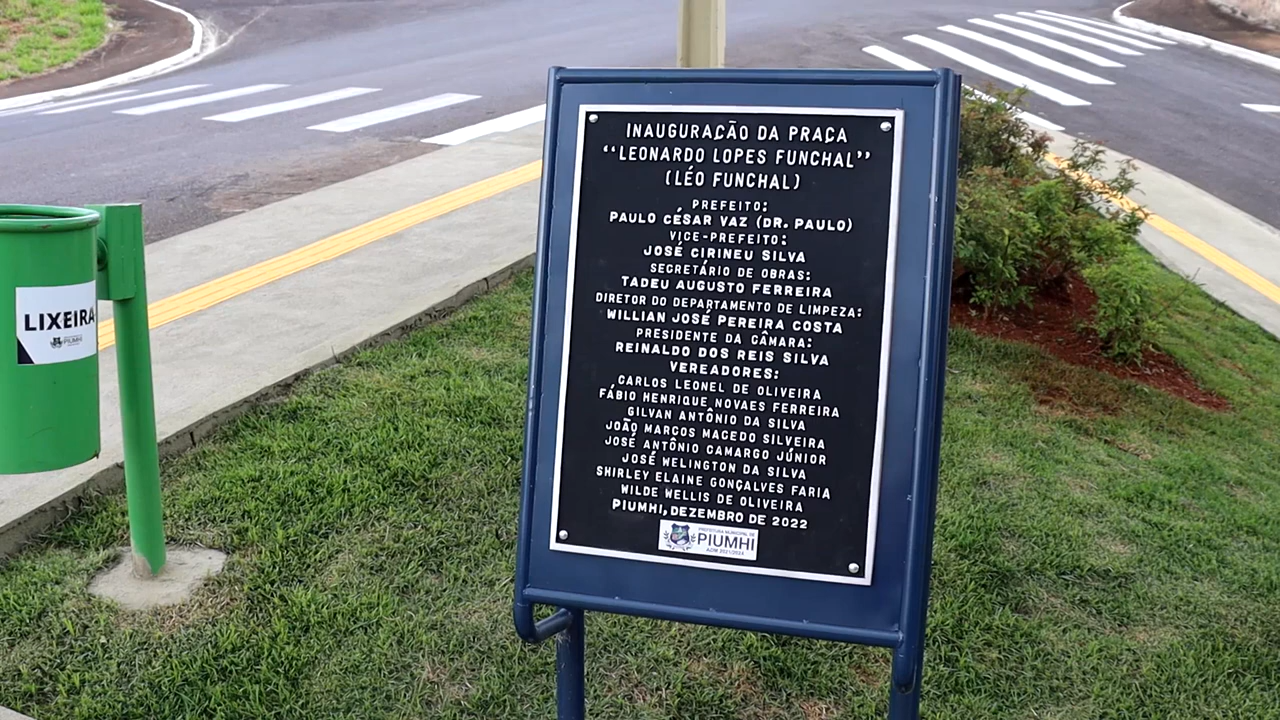 INAUGURAÇÃO DA PRAÇA
“LEONARDO LOPES FUNCHAL”
(LÉO FUNCHAL)
PREFEITO:
PAULO CÉSAR VAZ (DR. PAULO)
VICE-PREFEITO:
JOSÉ CIRINEU SILVA
SECRETÁRIO DE OBRAS:
TADEU AUGUSTO FERREIRA
DIRETOR DO DEPARTAMENTO DE LIMPEZA:
WILLIAN JOSÉ PEREIRA COSTA
PRESIDENTE DA CÂMARA:
REINALDO DOS REIS SILVA
VEREADORES:
CARLOS LEONEL DE OLIVEIRA
FÁBIO HENRIQUE NOVAES FERREIRA
GILVAN ANTÔNIO DA SILVA
JOÃO MARCOS MACEDO SILVEIRA
JOSÉ ANTÔNIO CAMARGO JÚNIOR
JOSÉ WELINGTON DA SILVA
SHIRLEY ELAINE GONÇALVES FARIA
WILDE WELLIS DE OLIVEIRA
PIUMHI, DEZEMBRO DE 2022
PREFEITURA MUNICIPAL DE
PIUMHI
ADM 2021/2024
LIXEIRA
PIUMHI